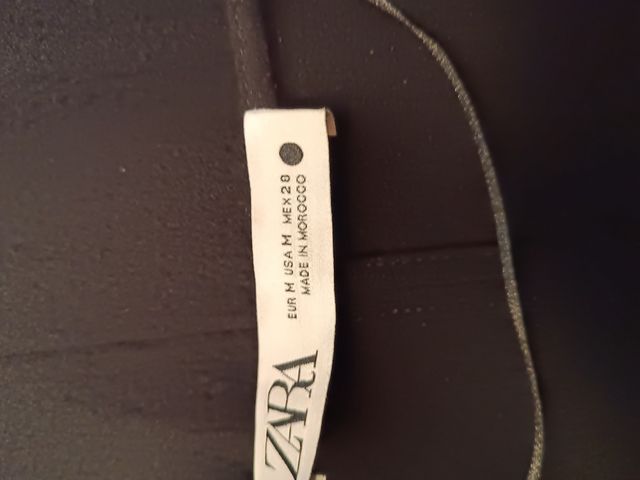 ZARA
EUR M USA M MEX 28
MADE IN MOROCCO